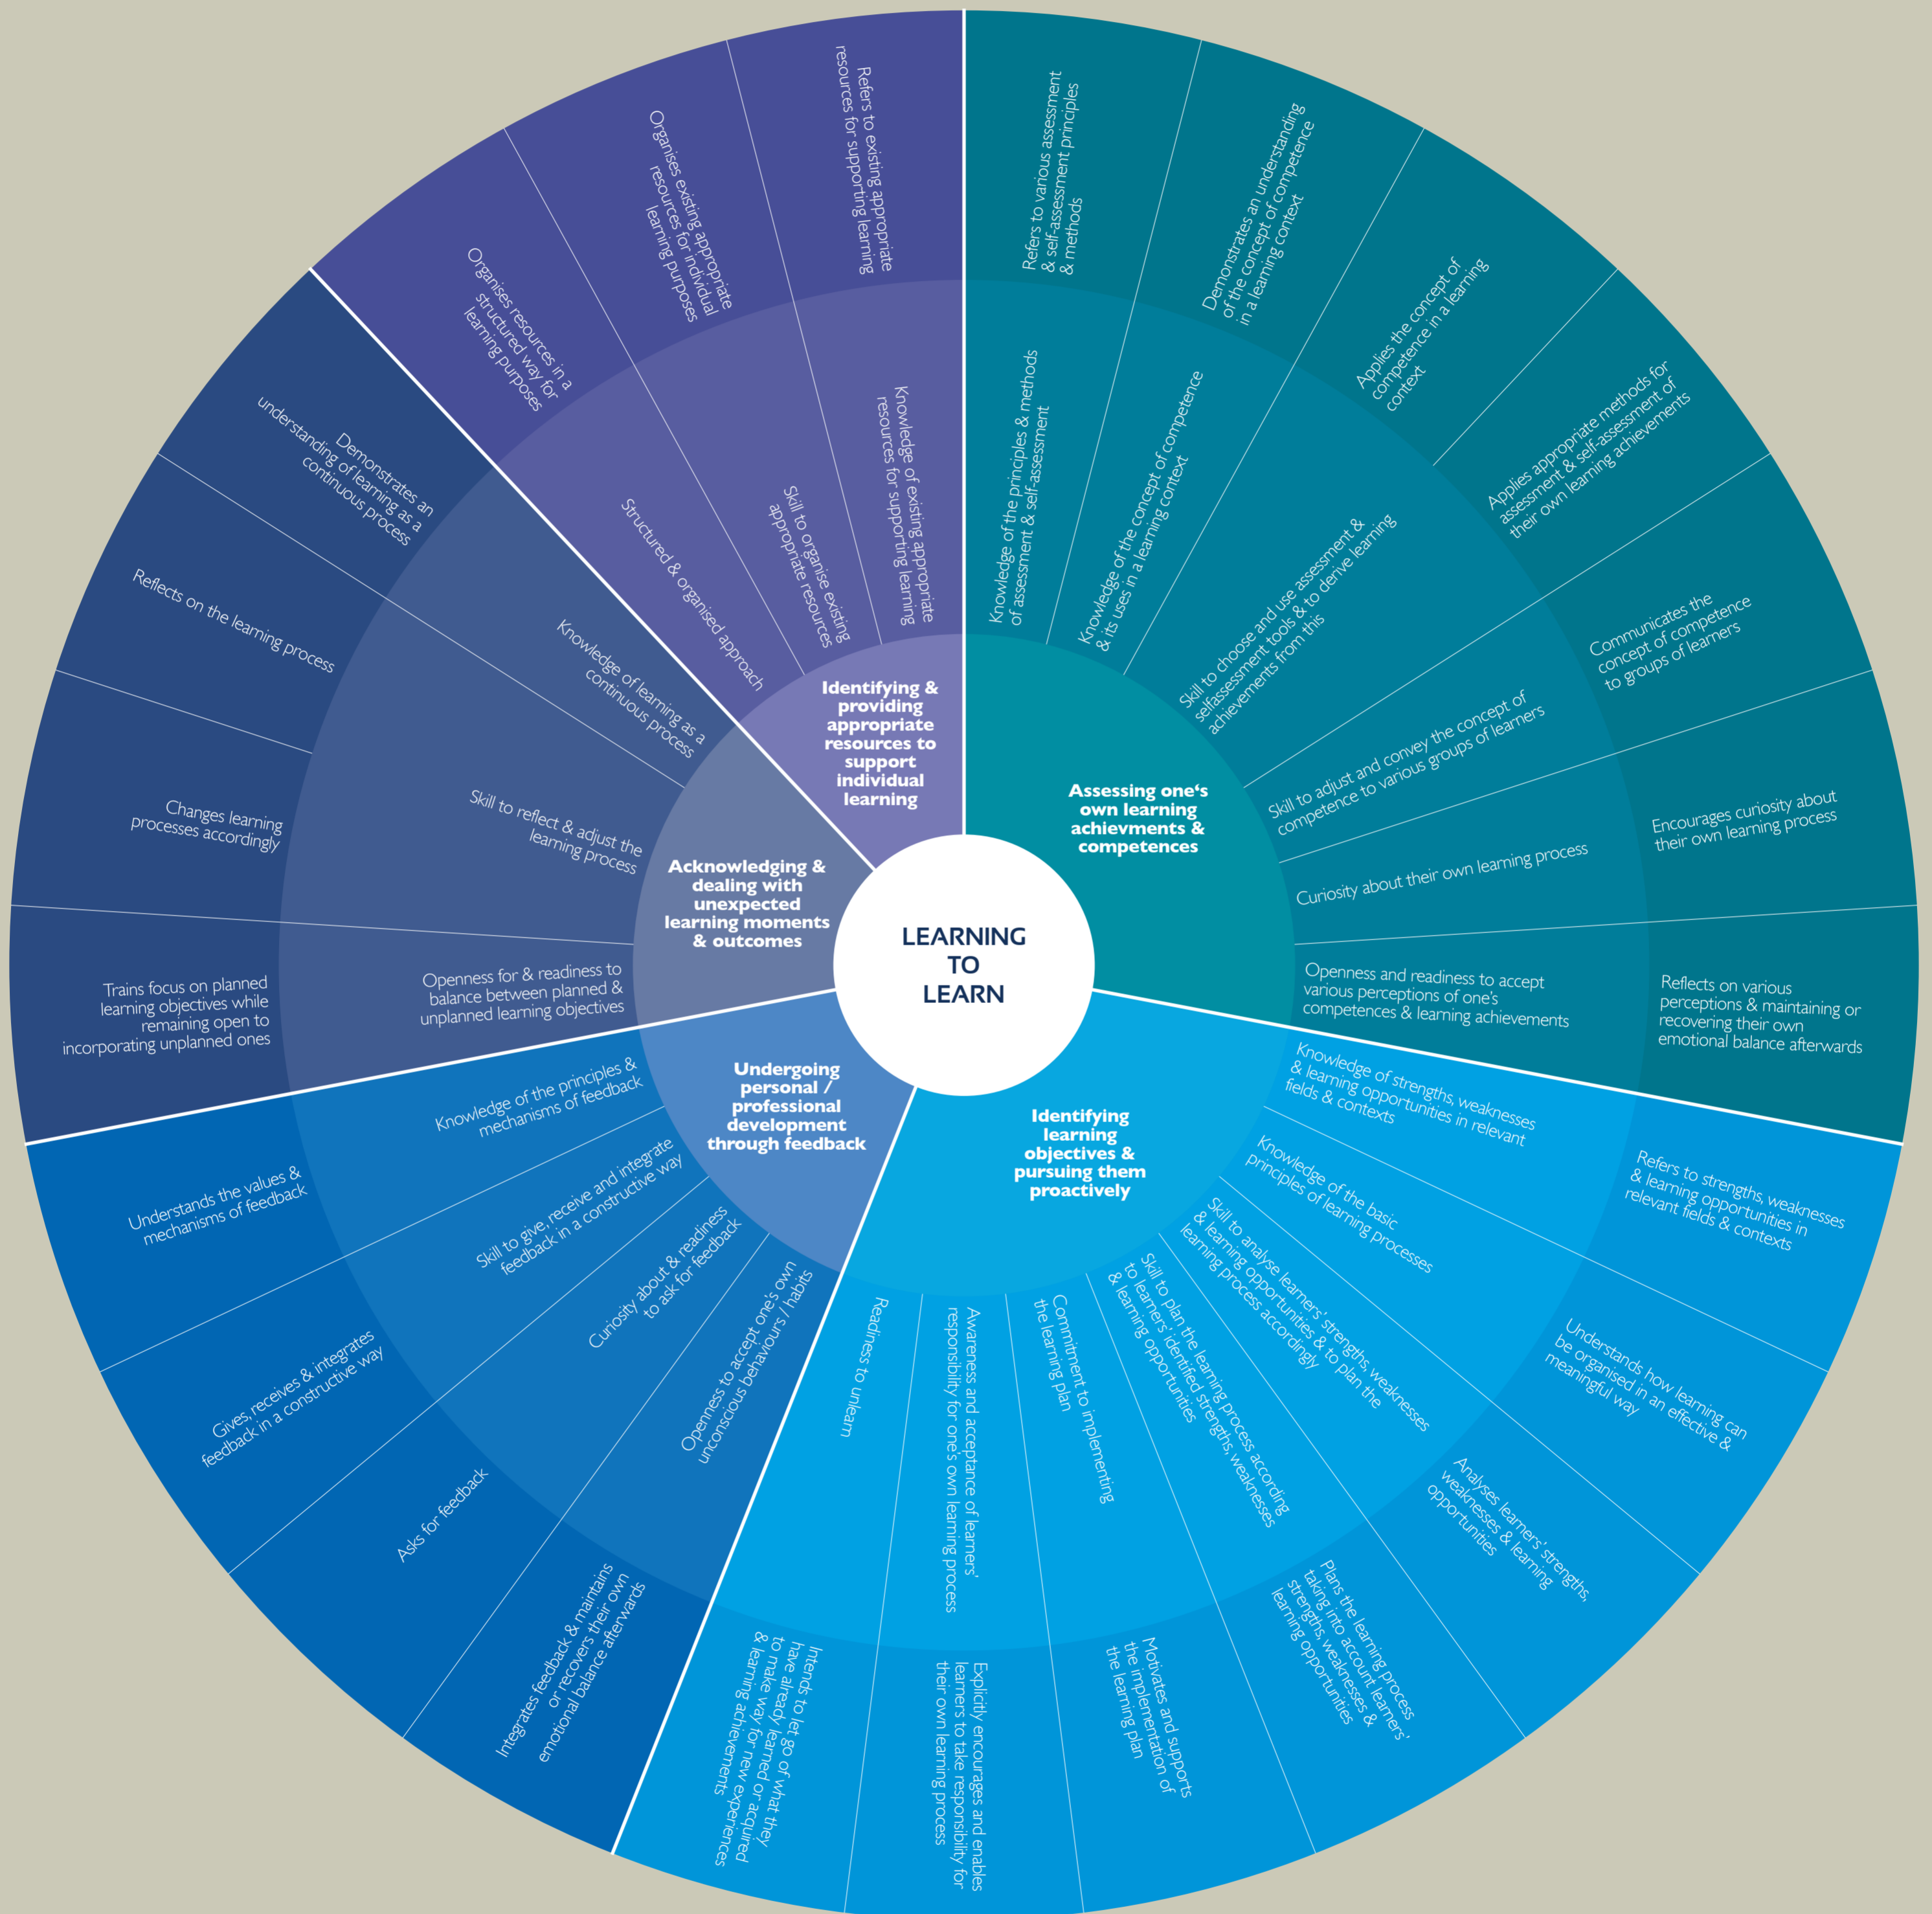 LEARNING
TO
LEARN
Assessing one's
own learning
achievments &
competences
Knowledge of the principles & methods
of assessment & self-assessment
Refers to various assessment
& self-assessment principles
& methods
Knowledge of the concept of competence
& its uses in a learning context
Demonstrates an understanding
of the concept of competence
in a learning context
Skill to choose and use assessment &
selfassessment tools & to derive learning
achievements from this
Applies the concept of
competence in a learning
context
Applies appropriate methods for
assessment & self-assessment of
their own learning achievements
Skill to adjust and convey the concept of
competence to various groups of learners
Communicates the
concept of competence
to groups of learners
Curiosity about their own learning process
Encourages curiosity about
their own learning process
Openness and readiness to accept
various perceptions of one's
competences & learning achievements
Reflects on various
perceptions & maintaining or
recovering their own
emotional balance afterwards
Identifying
learning
objectives &
pursuing them
proactively
Knowledge of strengths, weaknesses
& learning opportunities in relevant
fields & contexts
Refers to strengths, weaknesses
& learning opportunities in
relevant fields & contexts
Knowledge of the basic
principles of learning processes
Understands how learning can
be organised in an effective &
meaningful way
Skill to analyse learners' strengths, weaknesses
& learning opportunities & to plan the
learning process accordingly
Analyses learners' strengths,
weaknesses & learning
opportunities
Skill to plan the learning process according
to learners' identified strengths, weaknesses
& learning opportunities
Plans the learning process
taking into account learners'
strengths, weaknesses &
learning opportunities
Commitment to implementing
the learning plan
Motivates and supports
the implementation of
the learning plan
Awareness and acceptance of learners'
responsibility for one's own learning process
Explicitly encourages and enables
learners to take responsibility for
their own learning process
Readiness to unlearn
Intends to let go of what they
have already learned or acquired
to make way for new experiences
& learning achievements
Undergoing
personal /
professional
development
through feedback
Openness to accept one's own
unconscious behaviours / habits
Integrates feedback & maintains
or recovers their own
emotional balance afterwards
Curiosity about & readiness
to ask for feedback
Asks for feedback
Skill to give, receive and integrate
feedback in a constructive way
Gives, receives & integrates
feedback in a constructive way
Knowledge of the principles &
mechanisms of feedback
Understands the values &
mechanisms of feedback
Acknowledging &
dealing with
unexpected
learning moments
& outcomes
Openness for & readiness to
balance between planned &
unplanned learning objectives
Trains focus on planned
learning objectives while
remaining open to
incorporating unplanned ones
Skill to reflect & adjust the
learning process
Changes learning
processes accordingly
Reflects on the learning process
Knowledge of learning as a
continuous process
Demonstrates an
understanding of learning as a
continuous process
Identifying &
providing
appropriate
resources to
support
individual
learning
Structured & organised approach
Organises resources in a
structured way for
learning purposes
Skill to organise existing
appropriate resources
Organises existing appropriate
resources for individual
learning purposes
Knowledge of existing appropriate
resources for supporting learning
Refers to existing appropriate
resources for supporting learning